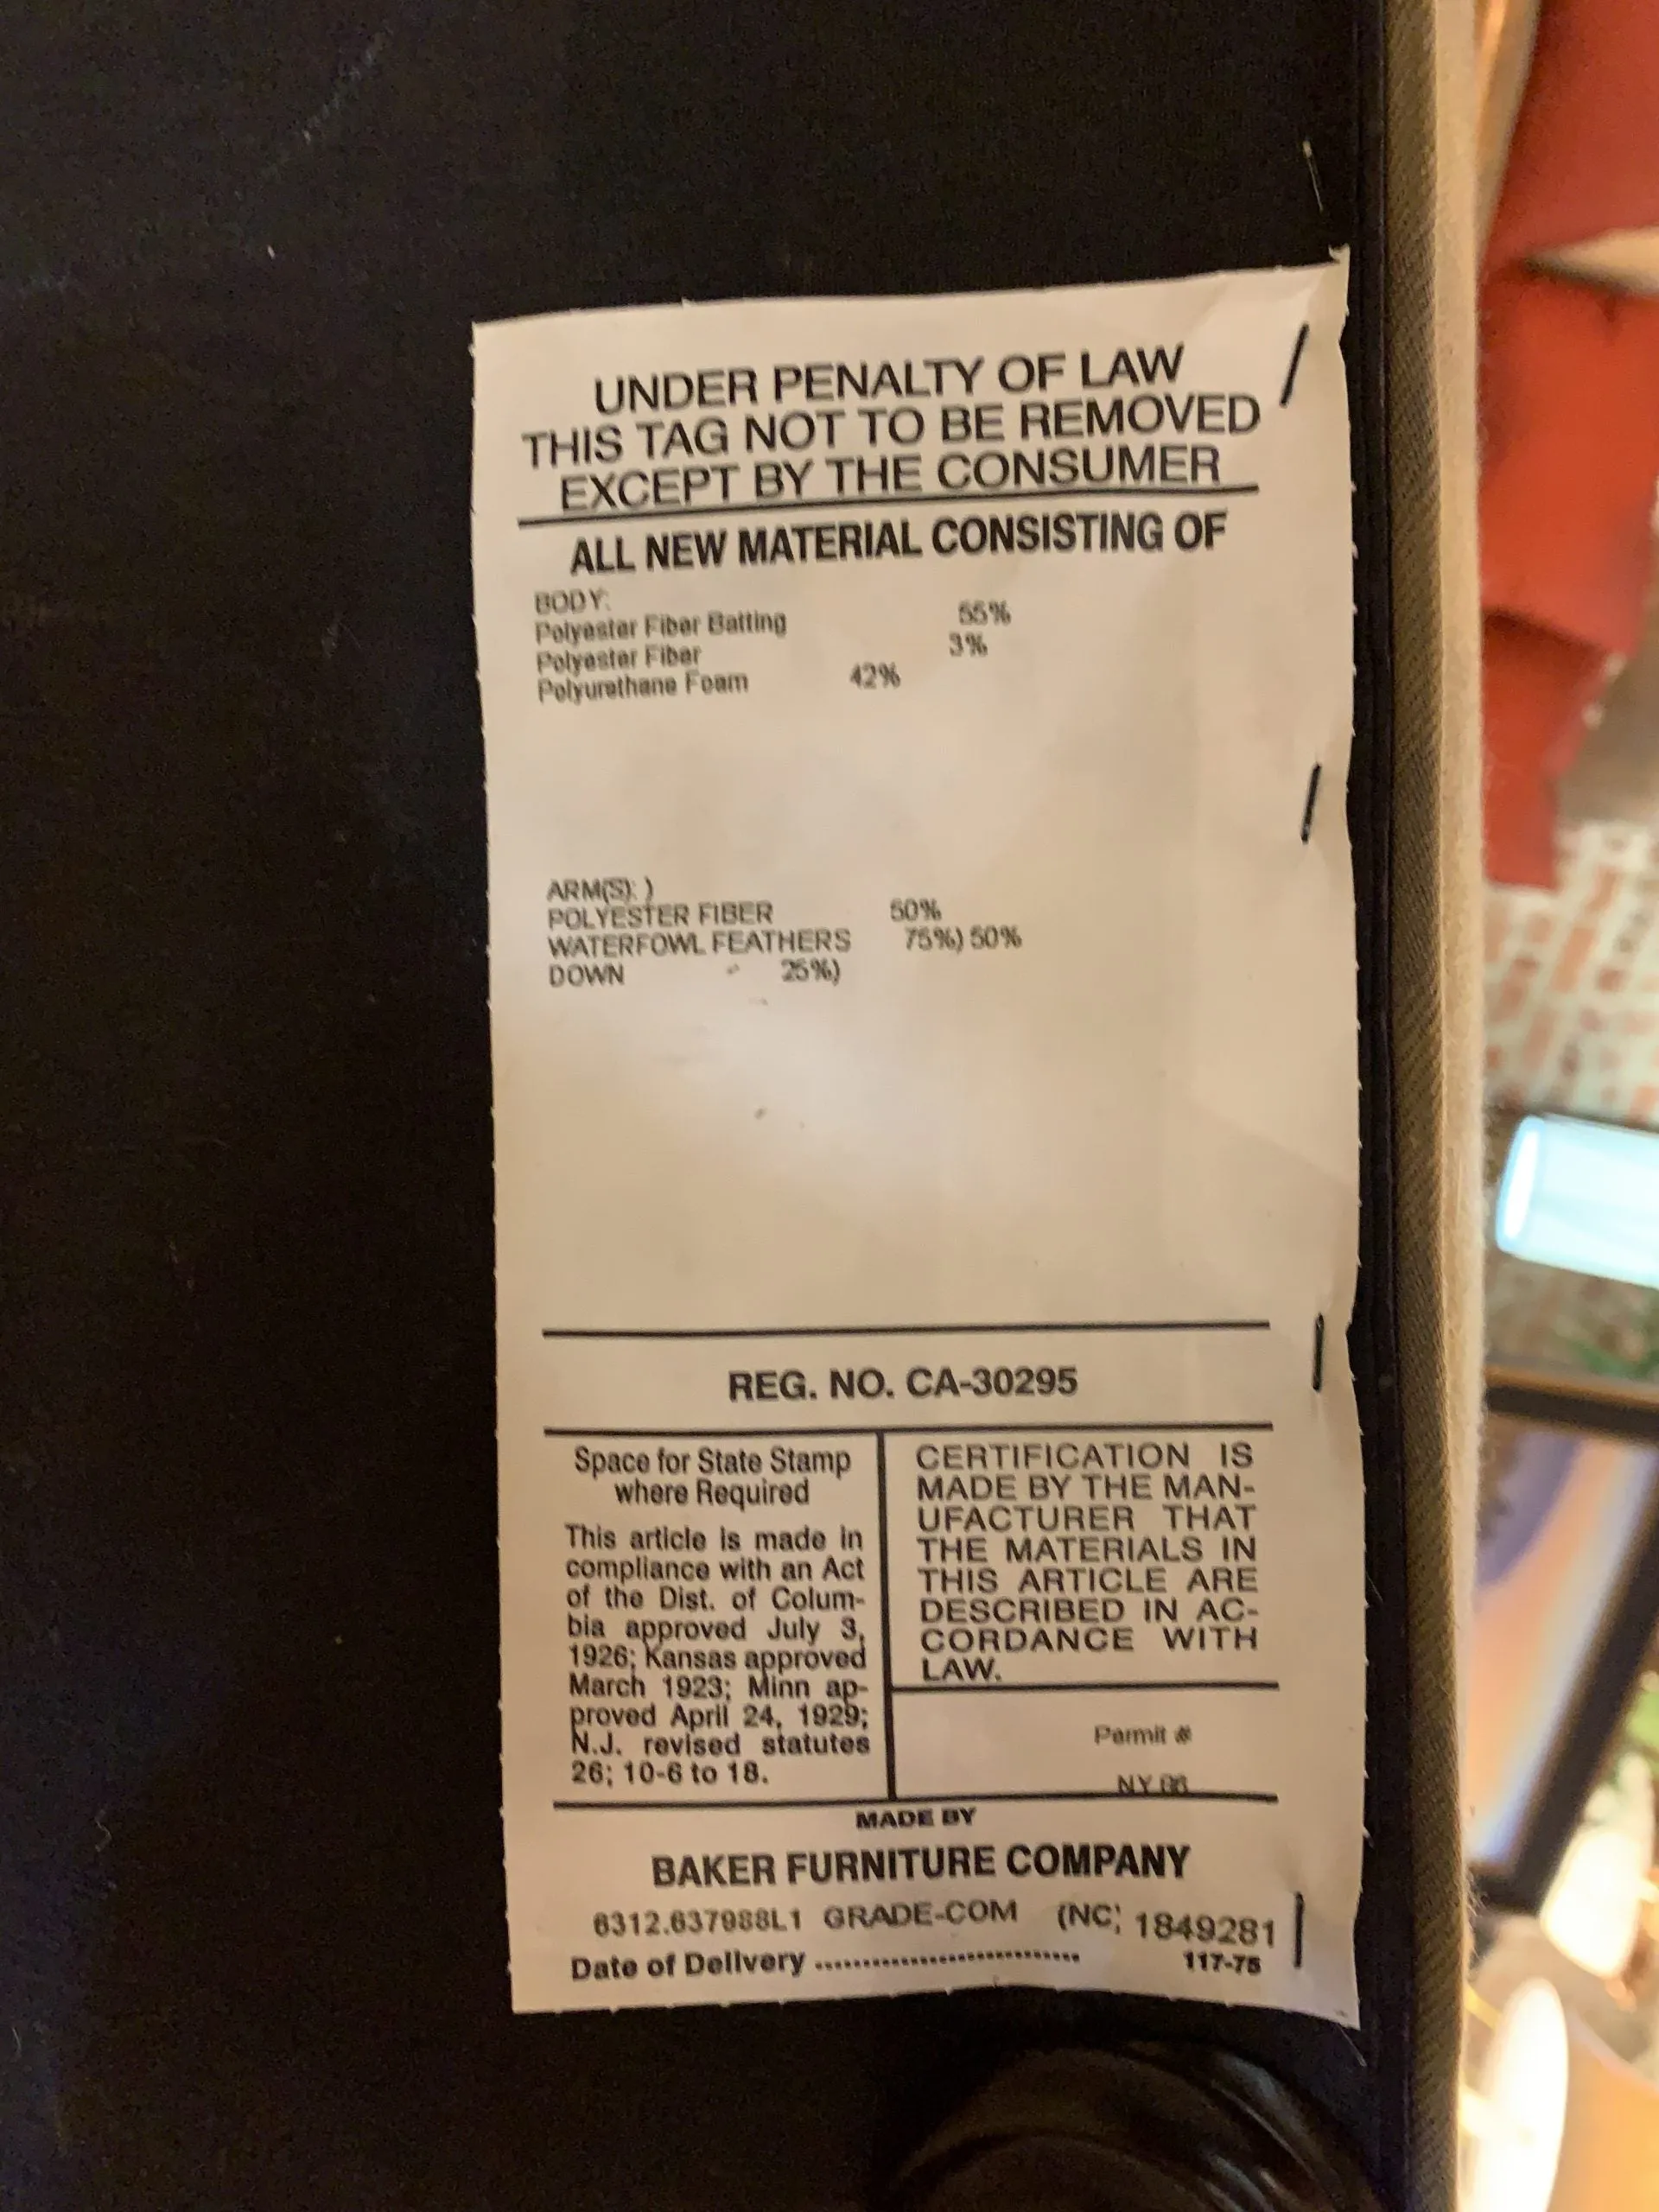 UNDER PENALTY OF LAW
THIS TAG NOT TO BE REMOVED
EXCEPT BY THE CONSUMER
ALL NEW MATERIAL CONSISTING OF
BODY:
Polyester Fiber Batting 55%
Polyester Fiber 3%
Polyurethane Foam 42%
ARM(S): )
POLYESTER FIBER 50%
WATERFOWL FEATHERS 75%) 50%
DOWN 25%)
REG. NO. CA-30295
Space for State Stamp
where Required
This article is made in
compliance with an Act
of the Dist. of Colum-
bia approved July 3,
1926; Kansas approved
March 1923; Minn ap-
proved April 24, 1929;
N.J. revised statutes
26; 10-6 to 18.
CERTIFICATION IS
MADE BY THE MAN-
UFACTURER THAT
THE MATERIALS IN
THIS ARTICLE ARE
DESCRIBED IN AC-
CORDANCE WITH
LAW.
Permit #
NY
MADE BY
BAKER FURNITURE COMPANY
GRADE-COM (NC) 1849281
Date of Delivery ..............................
117-75